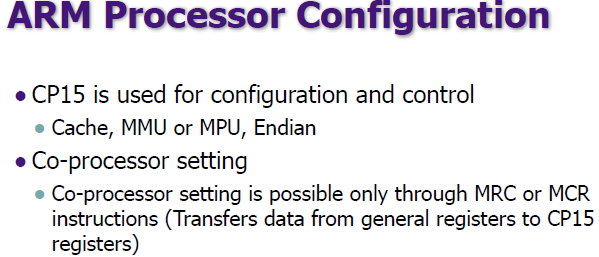 ARM Processor Configuration
• CP15 is used for configuration and control
• Cache, MMU or MPU, Endian
• Co-processor setting
• Co-processor setting is possible only through MRC or MCR
instructions (Transfers data from general registers to CP15
registers)